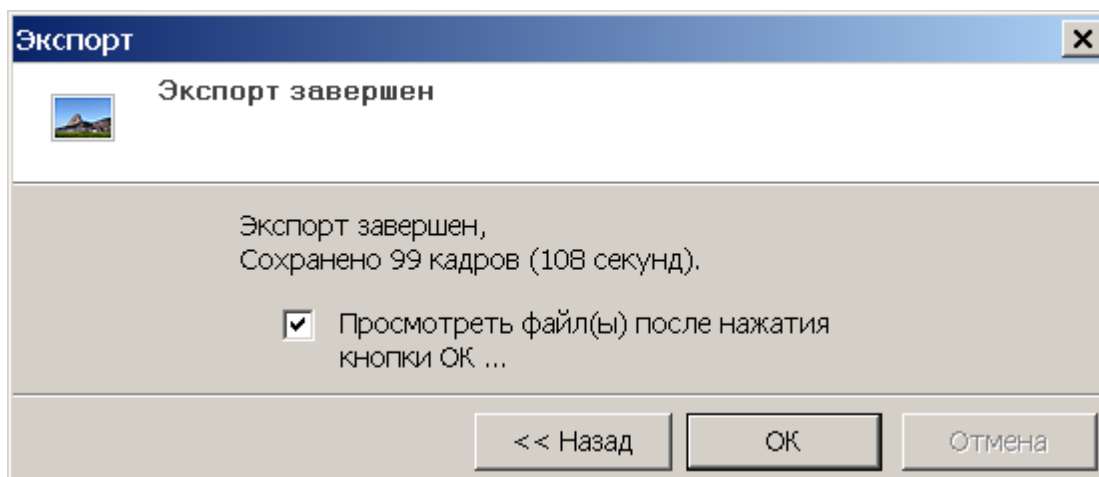 Экспорт
Экспорт завершен
Экспорт завершен,
Сохранено 99 кадров (108 секунд).
Просмотреть файл(ы) после нажатия
кнопки ОК ...
<< Назад
ОК
Отмена